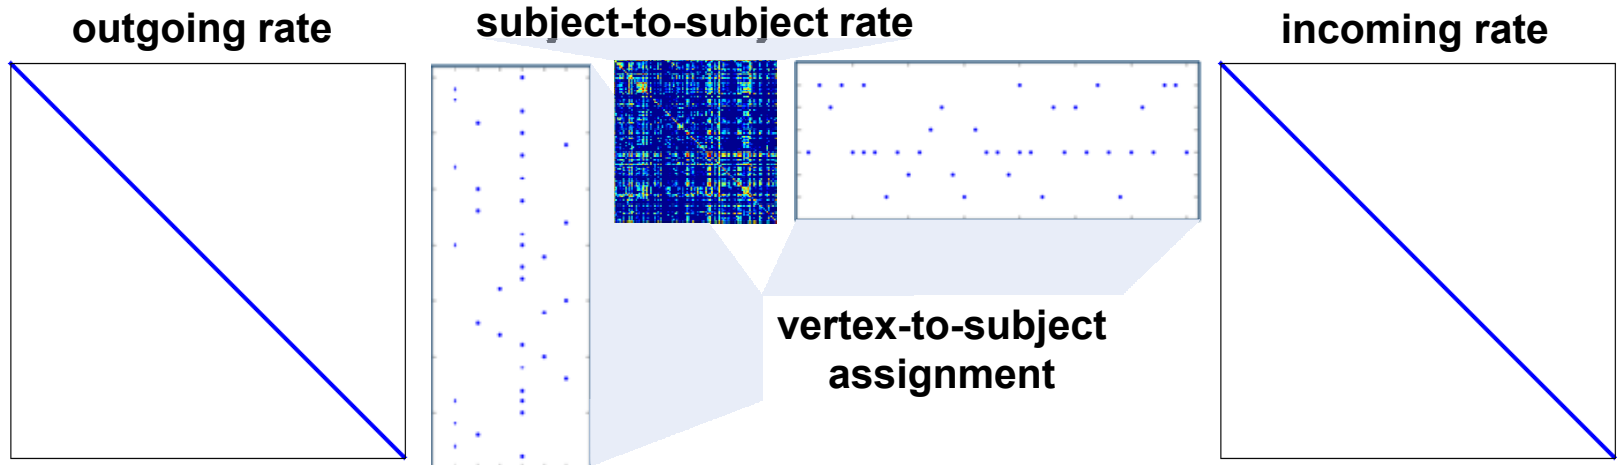 outgoing rate
subject-to-subject rate
incoming rate
vertex-to-subject
assignment